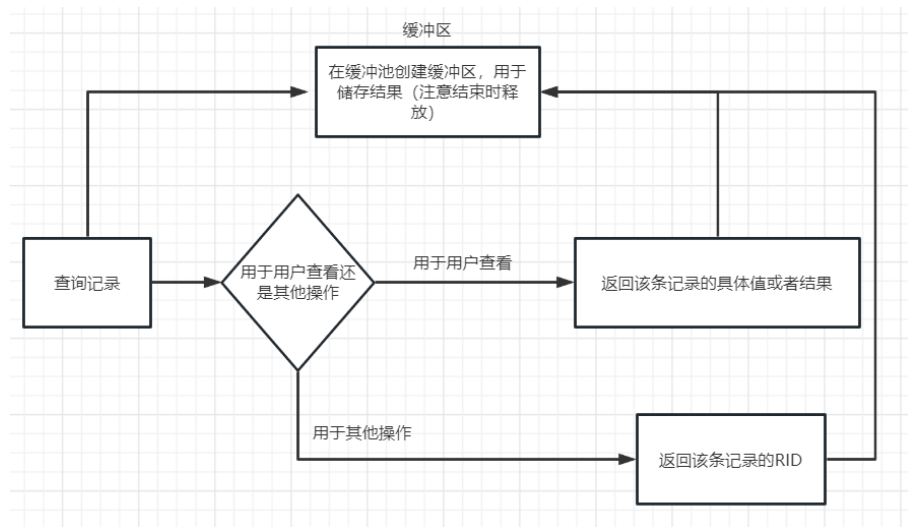 缓冲区
在缓冲池创建缓冲区，用于
储存结果（注意结束时释
放）
查询记录
用于用户查看还
是其他操作
用于用户查看
返回该条记录的具体值或者结果
用于其他操作
返回该条记录的RID